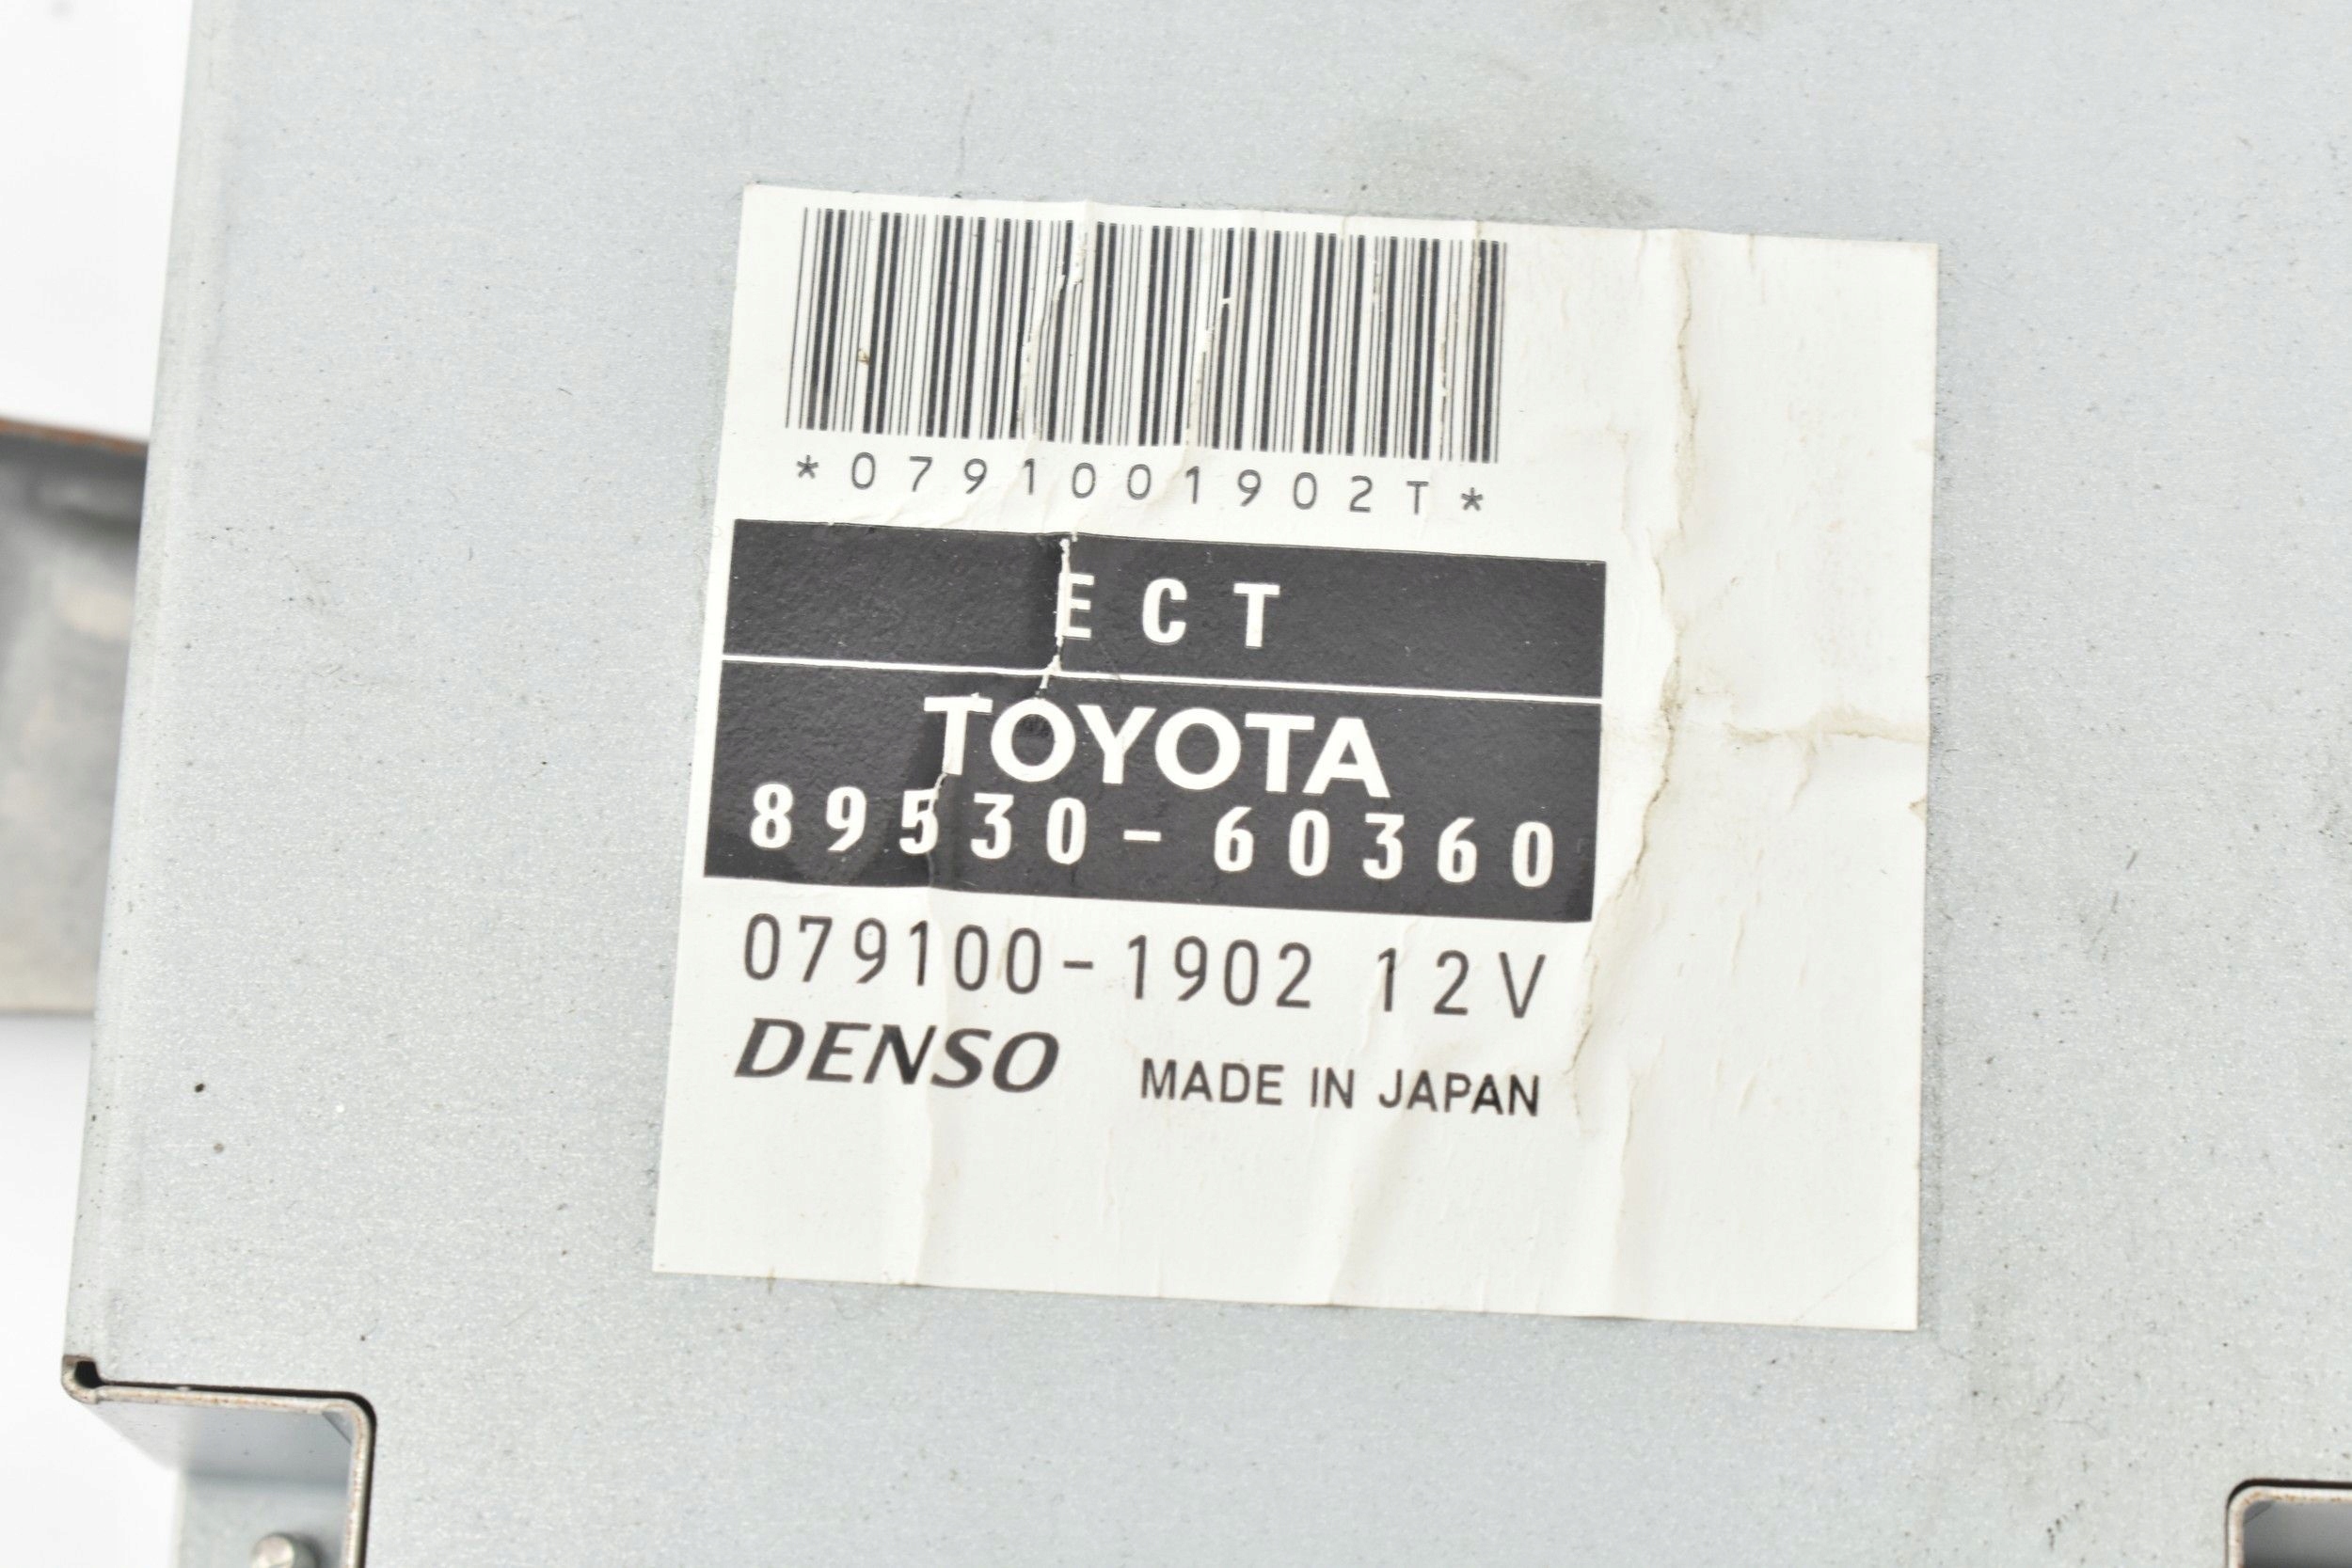 *0791001902T*
ECT
TOYOTA
89530-60360
079100-1902 12V
DENSO MADE IN JAPAN